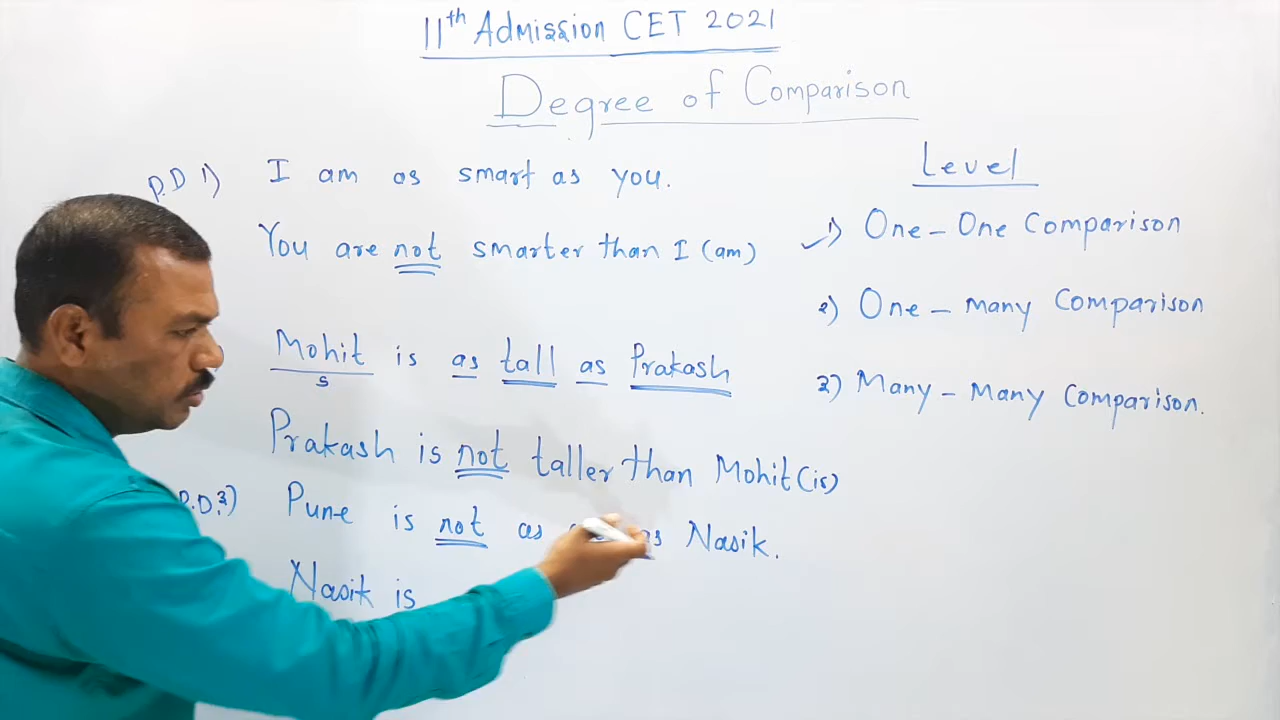 11th Admission CET 2021
Degree of Comparison
P.D 1) I am as smart as you.
You are not smarter than I (am)
Mohit is as tall as Prakash
s
Prakash is not taller than Mohit (is)
P.D. 3) Pune is not as as Nasik.
Nasik is
Level
1) One - One Comparison
2) One - many Comparison
3) Many - Many Comparison.